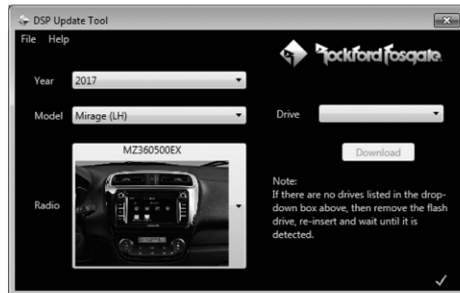 DSP Update Tool
File Help
Rockford Fosgate
Year 2017
Model Mirage (LH)
Drive
MZ360500EX
Download
Radio
Note:
If there are no drives listed in the drop-
down box above, then remove the flash
drive, re-insert and wait until it is
detected.